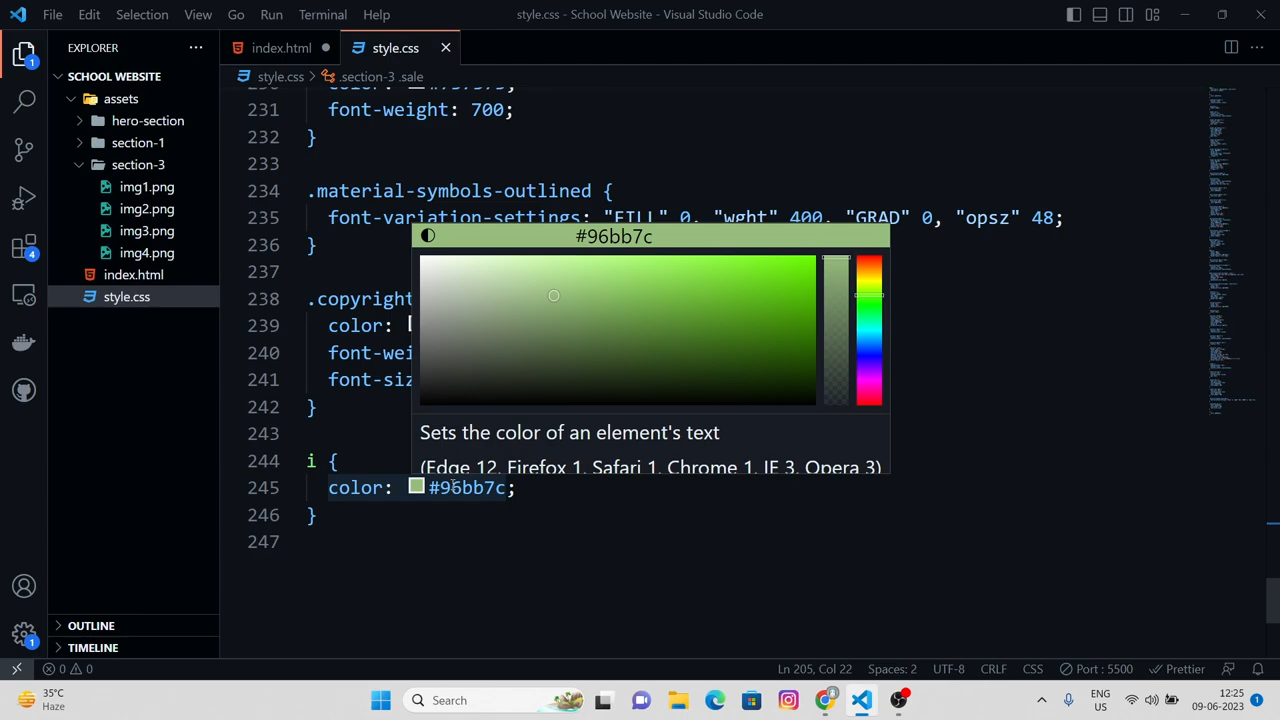 File Edit Selection View Go Run Terminal Help
style.css - School Website - Visual Studio Code
EXPLORER
SCHOOL WEBSITE
assets
hero-section
section-1
section-3
img1.png
img2.png
img3.png
img4.png
index.html
style.css
OUTLINE
TIMELINE
1
4
1
index.html
style.css
style.css > .section-3 .sale
231 font-weight: 700;
232 }
233
234 .material-symbols-outlined {
235 font-variation-settings: "FILL" 0, "wght" 400, "GRAD" 0, "opsz" 48;
236 }
237
238 .copyright
239 color:
240 font-wei
241 font-siz
242 }
243
244 i {
245 color: #96bb7c;
246 }
247
#96bb7c
Sets the color of an element's text
(Edge 12, Firefox 1, Safari 1, Chrome 1, IE 3, Opera 3)
0 0
Ln 205, Col 22 Spaces: 2 UTF-8 CRLF CSS Port : 5500 Prettier
35°C
Haze
Search
ENG
US
12:25
09-06-2023
1